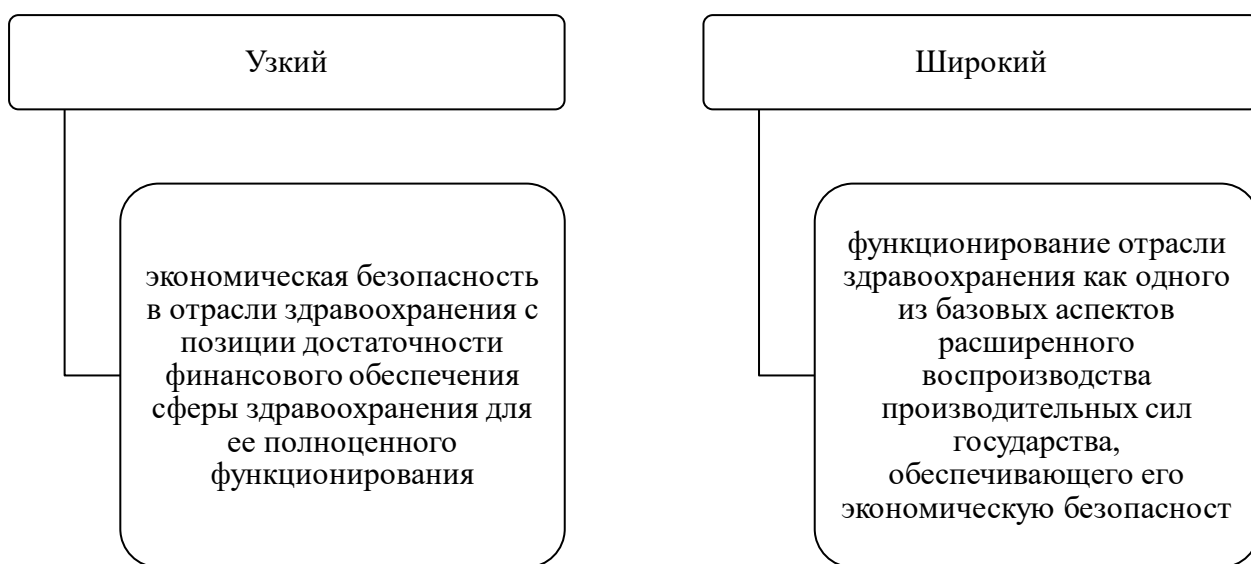 Узкий
экономическая безопасность
в отрасли здравоохранения с
позиции достаточности
финансового обеспечения
сферы здравоохранения для
ее полноценного
функционирования
Широкий
функционирование отрасли
здравоохранения как одного
из базовых аспектов
расширенного
воспроизводства
производительных сил
государства,
обеспечивающего его
экономическую безопасност